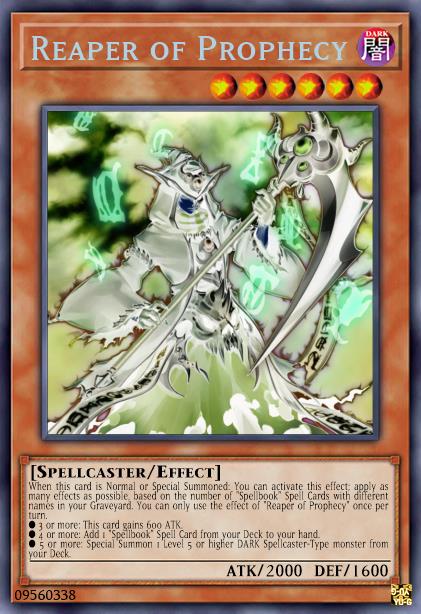 Reaper of Prophecy
DARK
闇
[Spellcaster/Effect]
When this card is Normal or Special Summoned: You can activate this effect; apply as
many effects as possible, based on the number of "Spellbook" Spell Cards with different
names in your Graveyard. You can only use the effect of "Reaper of Prophecy" once per
turn.
● 3 or more: This card gains 600 ATK.
● 4 or more: Add 1 "Spellbook" Spell Card from your Deck to your hand.
● 5 or more: Special Summon 1 Level 5 or higher DARK Spellcaster-Type monster from
your Deck.
ATK/2000 DEF/1600
09560338